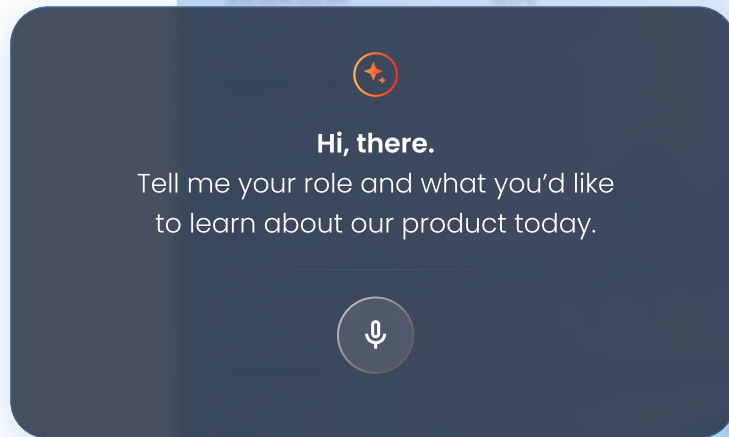 Hi, there.
Tell me your role and what you’d like
to learn about our product today.